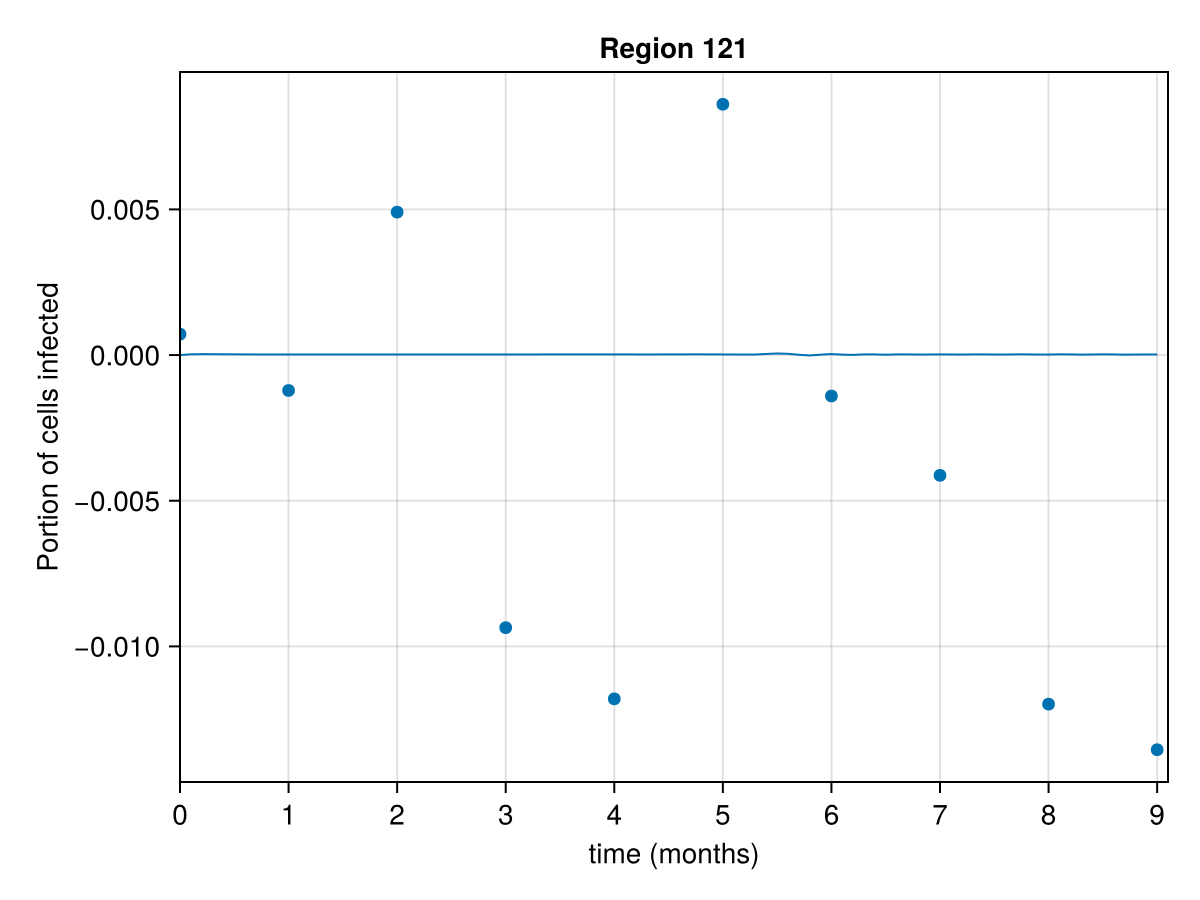 Region 121
Portion of cells infected
0.005
0.000
−0.005
−0.010
0 1 2 3 4 5 6 7 8 9
time (months)